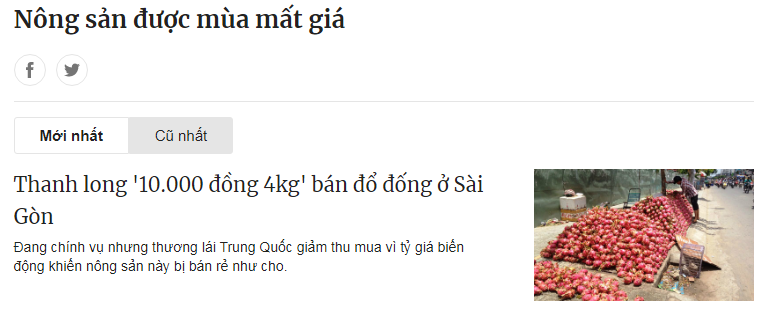 Nông sản được mùa mất giá
Mới nhất
Cũ nhất
Thanh long '10.000 đồng 4kg' bán đổ đống ở Sài
Gòn
Đang chính vụ nhưng thương lái Trung Quốc giảm thu mua vì tỷ giá biến
động khiến nông sản này bị bán rẻ như cho.